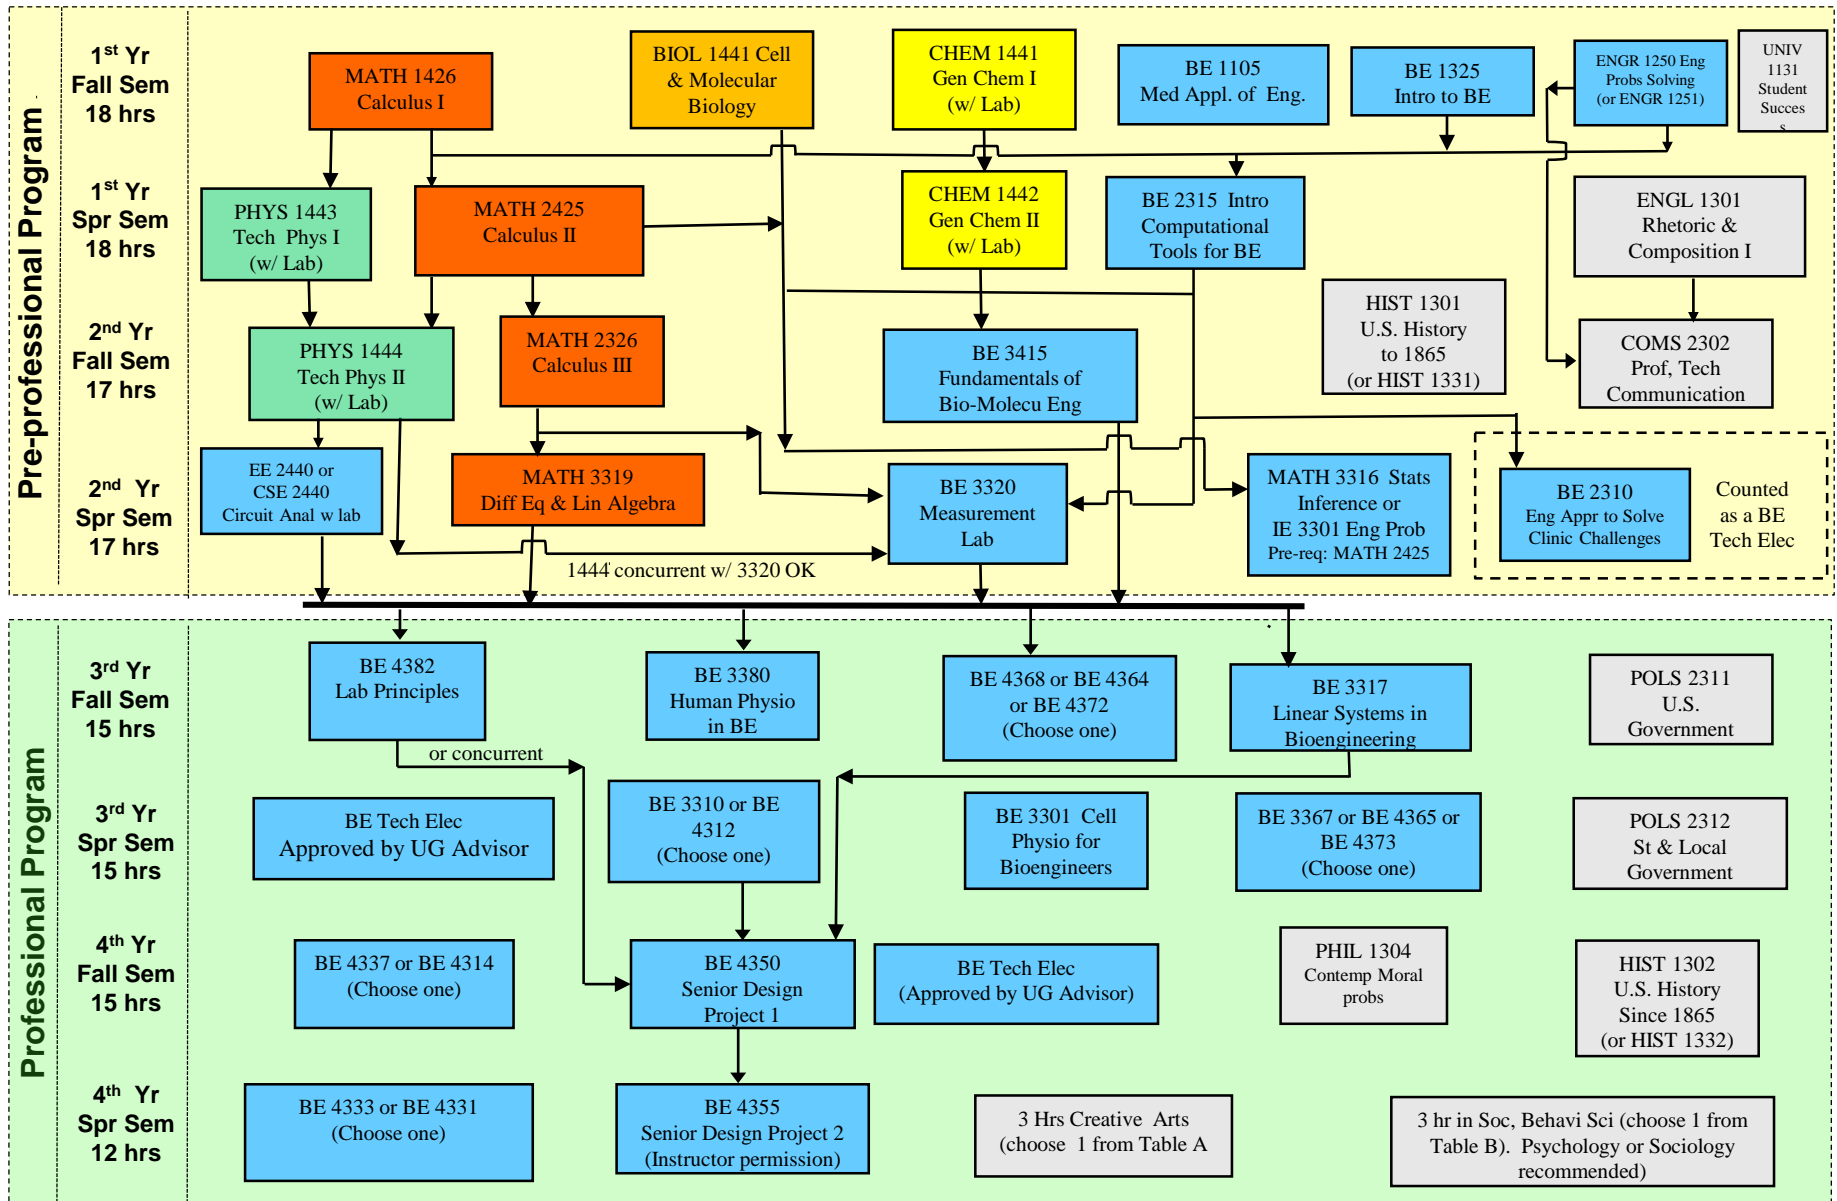 Pre-professional Program
1st Yr
Fall Sem
18 hrs
MATH 1426
Calculus I
BIOL 1441 Cell
& Molecular
Biology
CHEM 1441
Gen Chem I
(w/ Lab)
BE 1105
Med Appl. of Eng.
BE 1325
Intro to BE
ENGR 1250 Eng
Probs Solving
(or ENGR 1251)
UNIV
1131
Student
Succes
s
1st Yr
Spr Sem
18 hrs
PHYS 1443
Tech Phys I
(w/ Lab)
MATH 2425
Calculus II
CHEM 1442
Gen Chem II
(w/ Lab)
BE 2315 Intro
Computational
Tools for BE
ENGL 1301
Rhetoric &
Composition I
2nd Yr
Fall Sem
17 hrs
PHYS 1444
Tech Phys II
(w/ Lab)
MATH 2326
Calculus III
BE 3415
Fundamentals of
Bio-Molecu Eng
HIST 1301
U.S. History
to 1865
(or HIST 1331)
COMS 2302
Prof, Tech
Communication
2nd Yr
Spr Sem
17 hrs
EE 2440 or
CSE 2440
Circuit Anal w lab
MATH 3319
Diff Eq & Lin Algebra
BE 3320
Measurement
Lab
MATH 3316 Stats
Inference or
IE 3301 Eng Prob
Pre-req: MATH 2425
BE 2310
Eng Appr to Solve
Clinic Challenges
Counted
as a BE
Tech Elec
1444 concurrent w/ 3320 OK
Professional Program
3rd Yr
Fall Sem
15 hrs
BE 4382
Lab Principles
BE 3380
Human Physio
in BE
BE 4368 or BE 4364
or BE 4372
(Choose one)
BE 3317
Linear Systems in
Bioengineering
POLS 2311
U.S.
Government
or concurrent
3rd Yr
Spr Sem
15 hrs
BE Tech Elec
Approved by UG Advisor
BE 3310 or BE
4312
(Choose one)
BE 3301 Cell
Physio for
Bioengineers
BE 3367 or BE 4365 or
BE 4373
(Choose one)
POLS 2312
St & Local
Government
4th Yr
Fall Sem
15 hrs
BE 4337 or BE 4314
(Choose one)
BE 4350
Senior Design
Project 1
BE Tech Elec
(Approved by UG Advisor)
PHIL 1304
Contemp Moral
probs
HIST 1302
U.S. History
Since 1865
(or HIST 1332)
4th Yr
Spr Sem
12 hrs
BE 4333 or BE 4331
(Choose one)
BE 4355
Senior Design Project 2
(Instructor permission)
3 Hrs Creative Arts
(choose 1 from Table A
3 hr in Soc, Behavi Sci (choose 1 from
Table B). Psychology or Sociology
recommended)